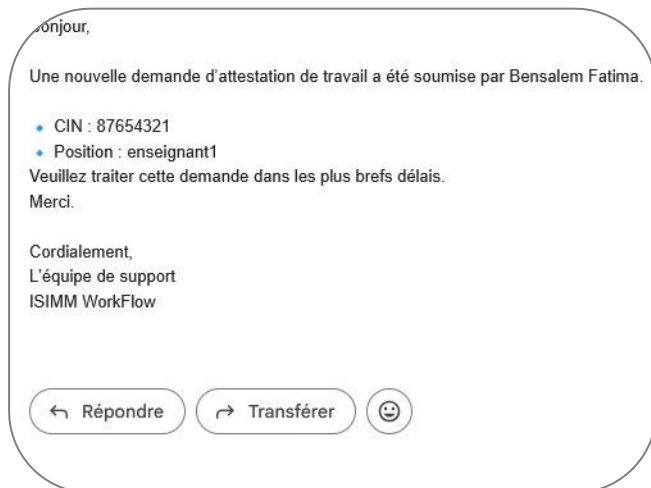 Bonjour,
Une nouvelle demande d'attestation de travail a été soumise par Bensalem Fatima.
CIN : 87654321
Position : enseignant1
Veuillez traiter cette demande dans les plus brefs délais.
Merci.
Cordialement,
L'équipe de support
ISIMM WorkFlow
Répondre
Transférer